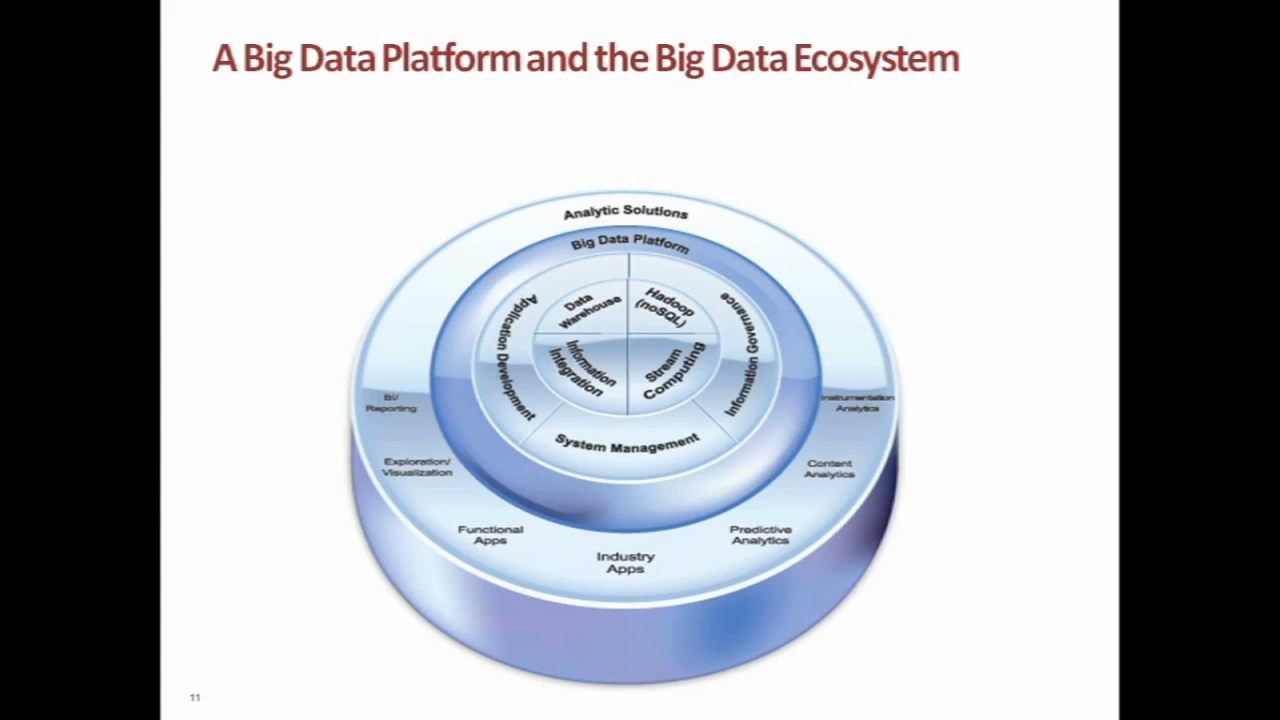 A Big Data Platform and the Big Data Ecosystem
Analytic Solutions
Big Data Platform
Application Development
Data
Warehouse
Hadoop
(noSQL)
Information Governance
Information
Integration
Stream
Computing
System Management
BI/
Reporting
Exploration/
Visualization
Functional
Apps
Industry
Apps
Predictive
Analytics
Content
Analytics
Instrumentation
Analytics
11